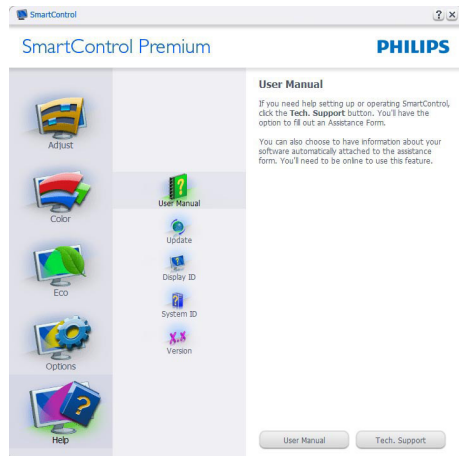 SmartControl
? ×
SmartControl Premium
PHILIPS
Adjust
Color
Eco
Options
Help
User Manual
Update
Display ID
System ID
X.X
Version
User Manual
If you need help setting up or operating SmartControl,
click the Tech. Support button. You'll have the
option to fill out an Assistance Form.
You can also choose to have information about your
software automatically attached to the assistance
form. You'll need to be online to use this feature.
User Manual
Tech. Support